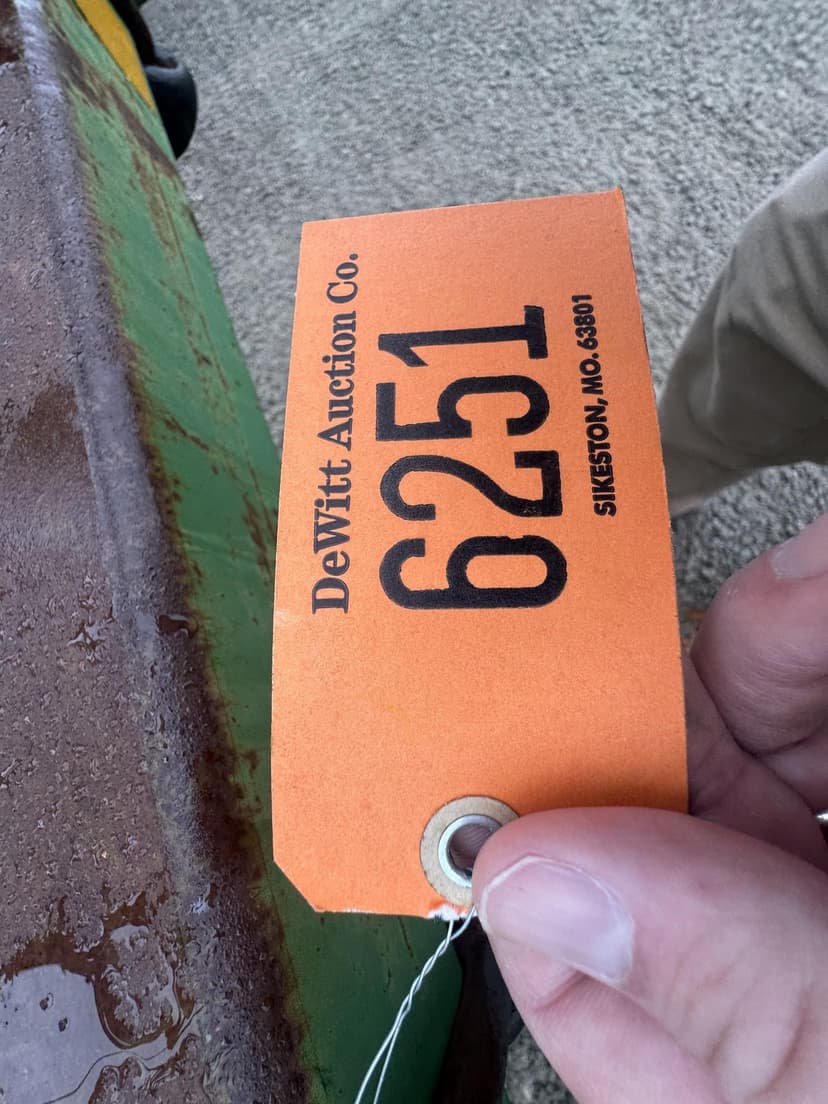 DeWitt Auction Co.
6251
SIKESTON, MO. 63801